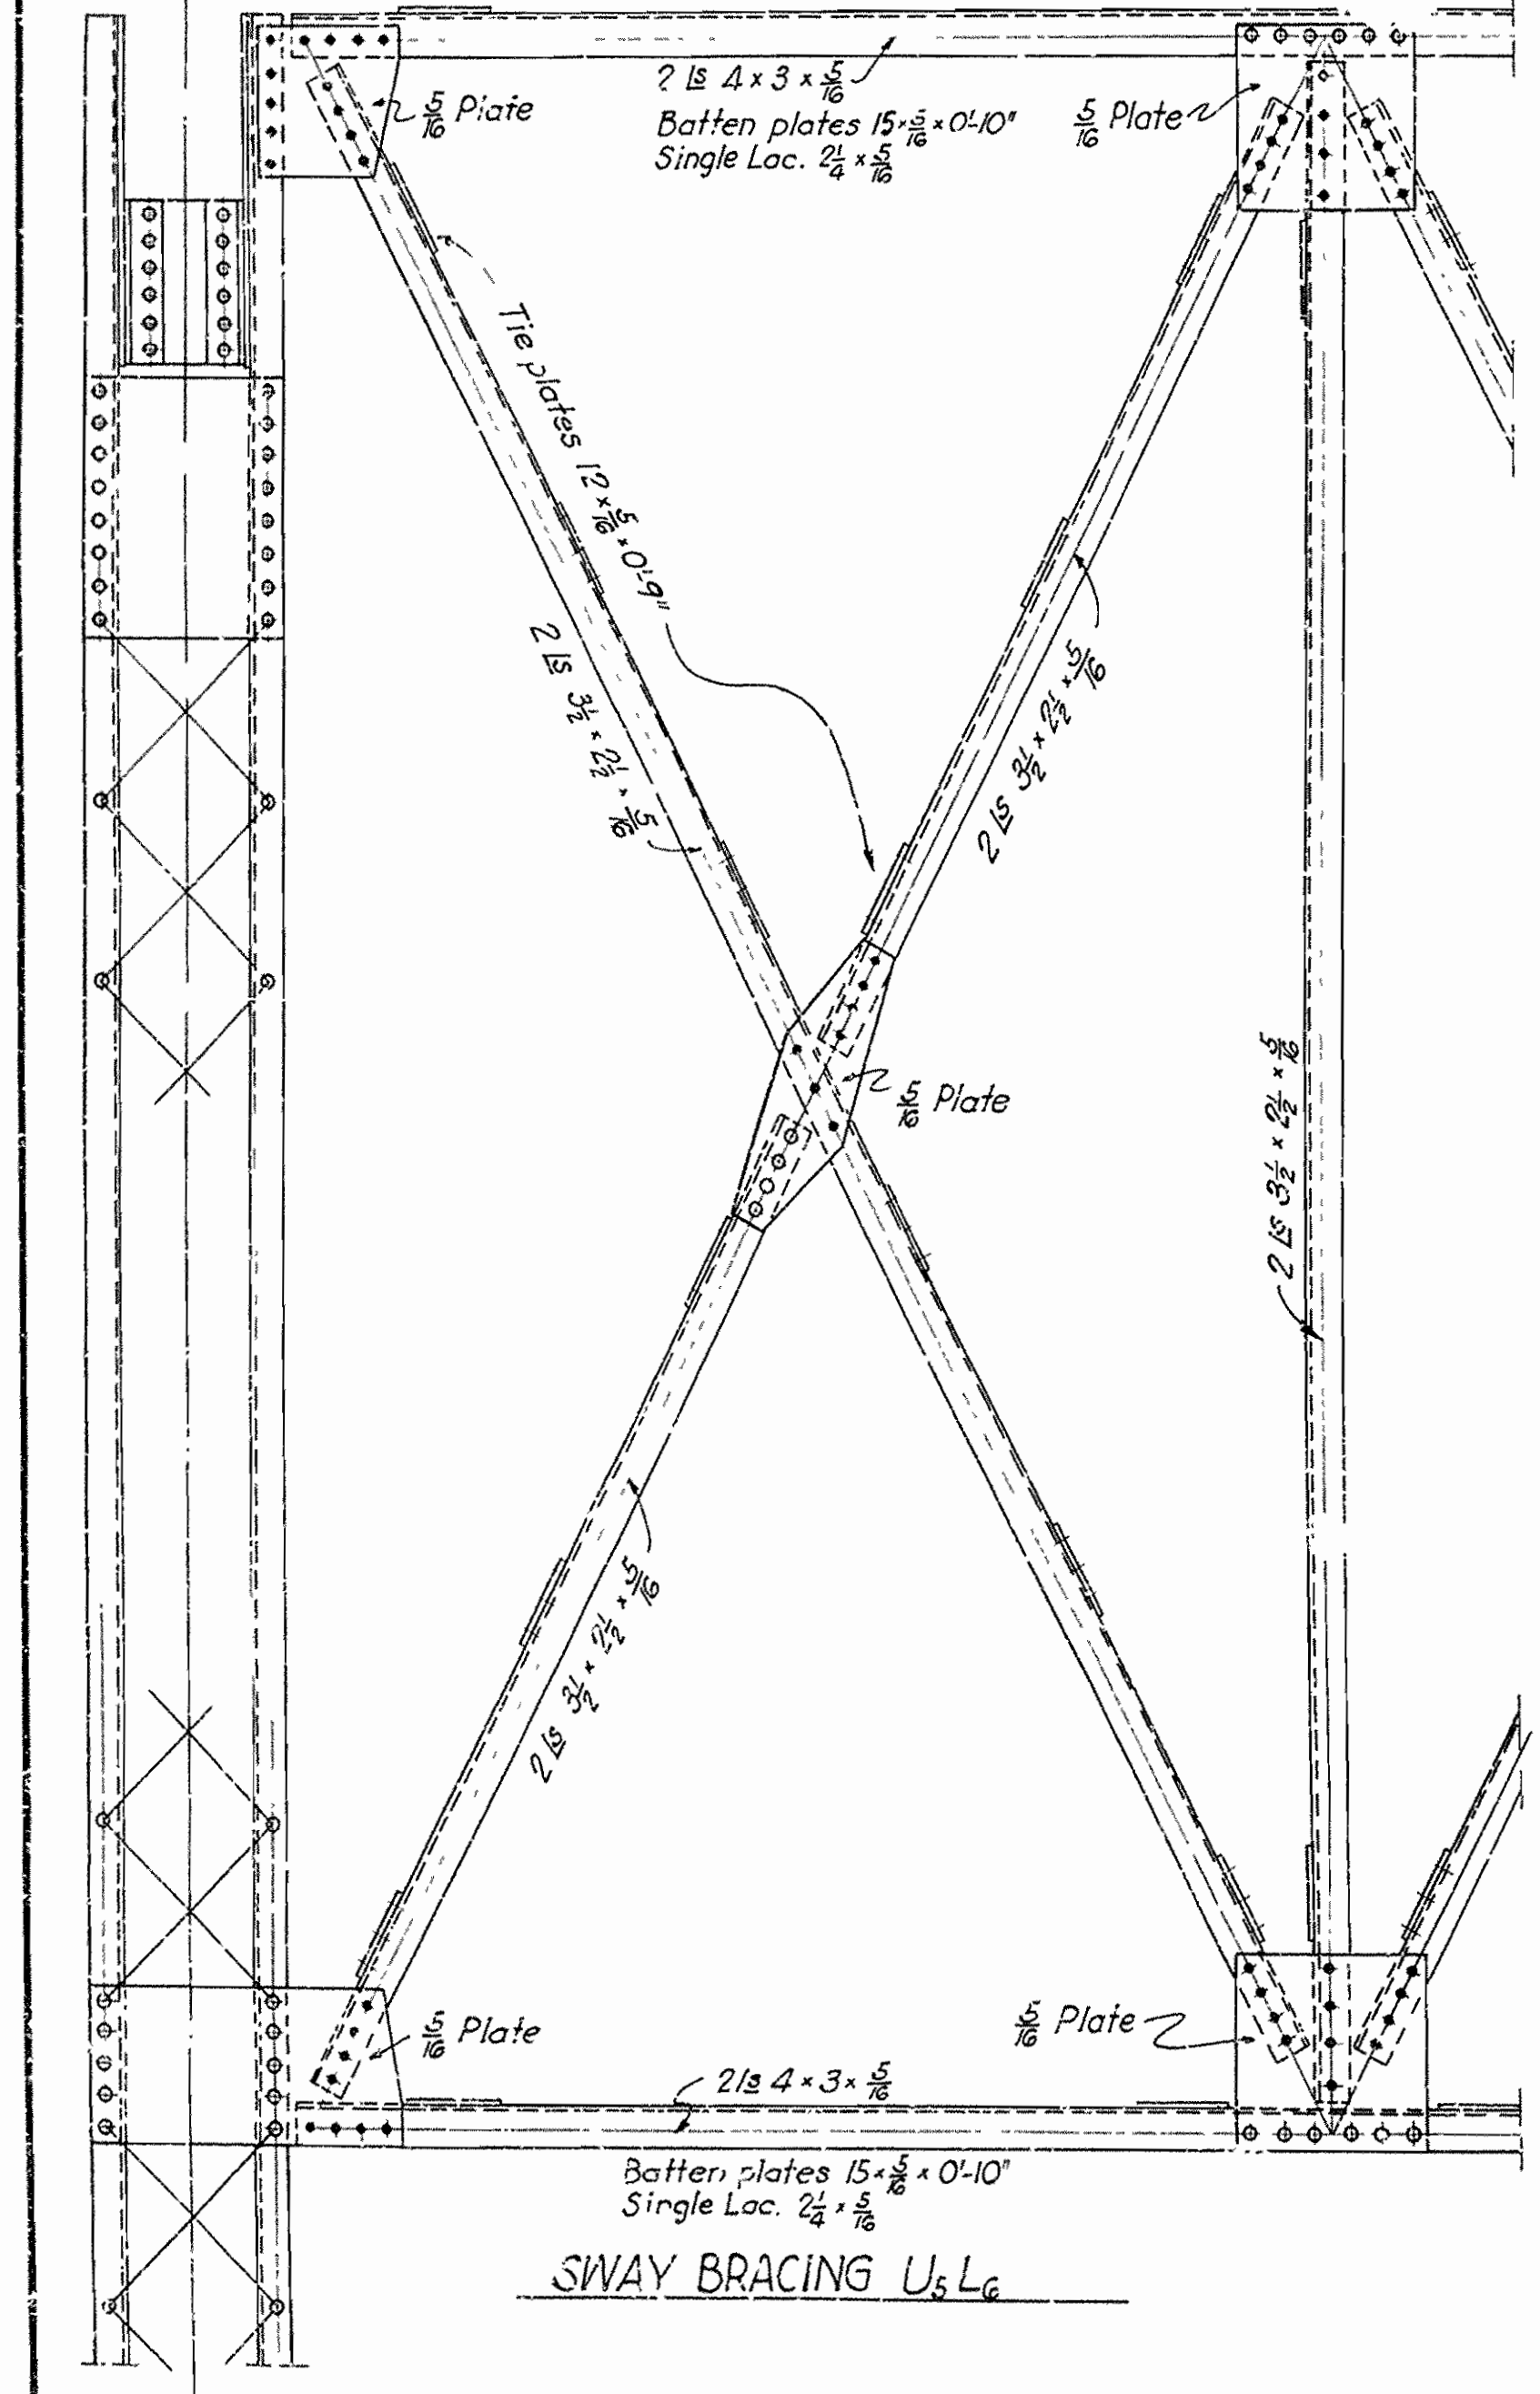 2 Ls 4 × 3 × 5/16
Batten plates 15 × 5/16 × 0'-10"
Single Lac. 2 1/4 × 5/16
5/16 Plate
5/16 Plate
Tie plates 12 × 5/16 × 0'-9"
2 Ls 3 1/2 × 2 1/2 × 5/16
2 Ls 3 1/2 × 2 1/2 × 5/16
5/16 Plate
2 Ls 3 1/2 × 2 1/2 × 5/16
2 Ls 3 1/2 × 2 1/2 × 5/16
5/16 Plate
5/16 Plate
2 Ls 4 × 3 × 5/16
Batten plates 15 × 5/16 × 0'-10"
Single Lac. 2 1/4 × 5/16
SWAY BRACING U5 L6